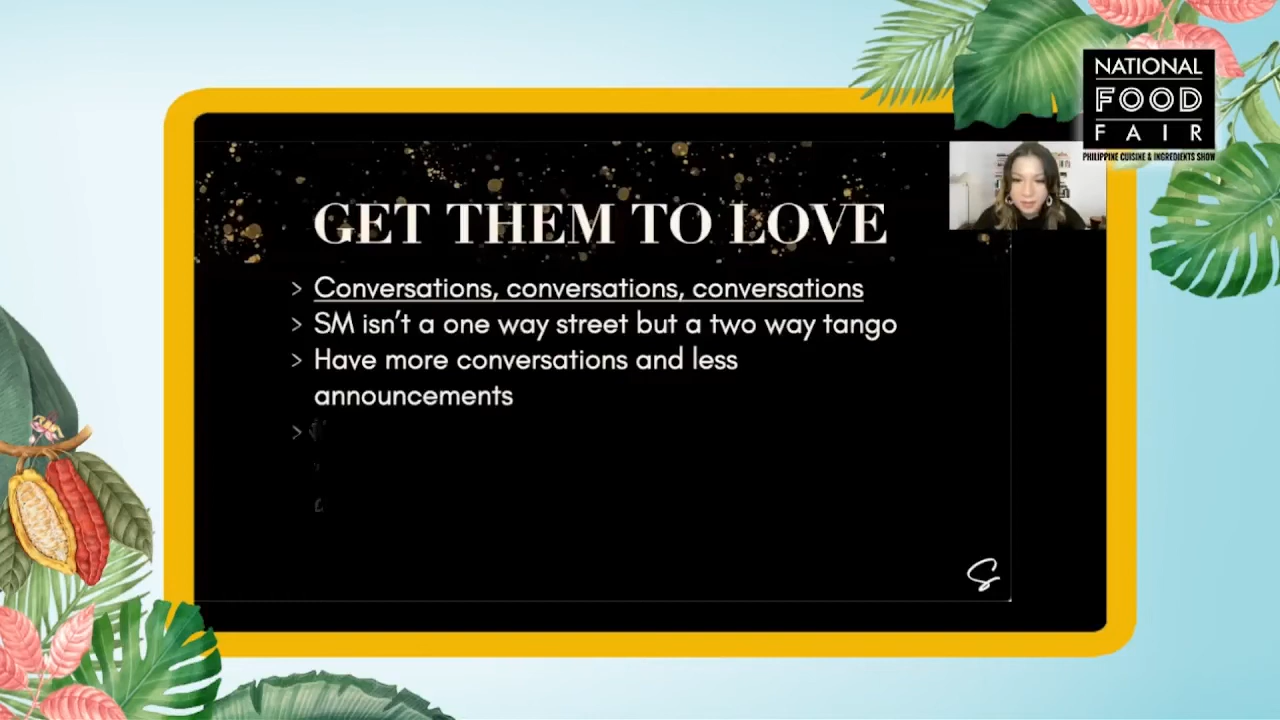 NATIONAL
FOOD
FAIR
PHILIPPINE CUISINE & INGREDIENTS SHOW
GET THEM TO LOVE
> Conversations, conversations, conversations
> SM isn't a one way street but a two way tango
> Have more conversations and less
announcements
>